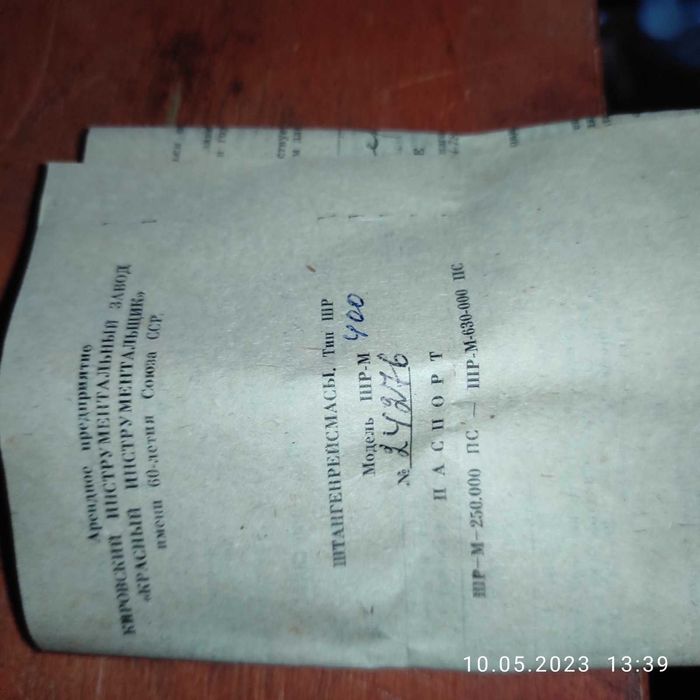 Арендное предприятие
КИРОВСКИЙ ИНСТРУМЕНТАЛЬНЫЙ ЗАВОД
«КРАСНЫЙ ИНСТРУМЕНТАЛЬЩИК»
имени 60-летия Союза ССР
ШТАНГЕНРЕЙСМАСЫ. Тип ШР
Модель ШР-М 400
№ 24276
ПАСПОРТ
ШР-М-250.000 ПС — ШР-М-630-000 ПС
10.05.2023 13:39